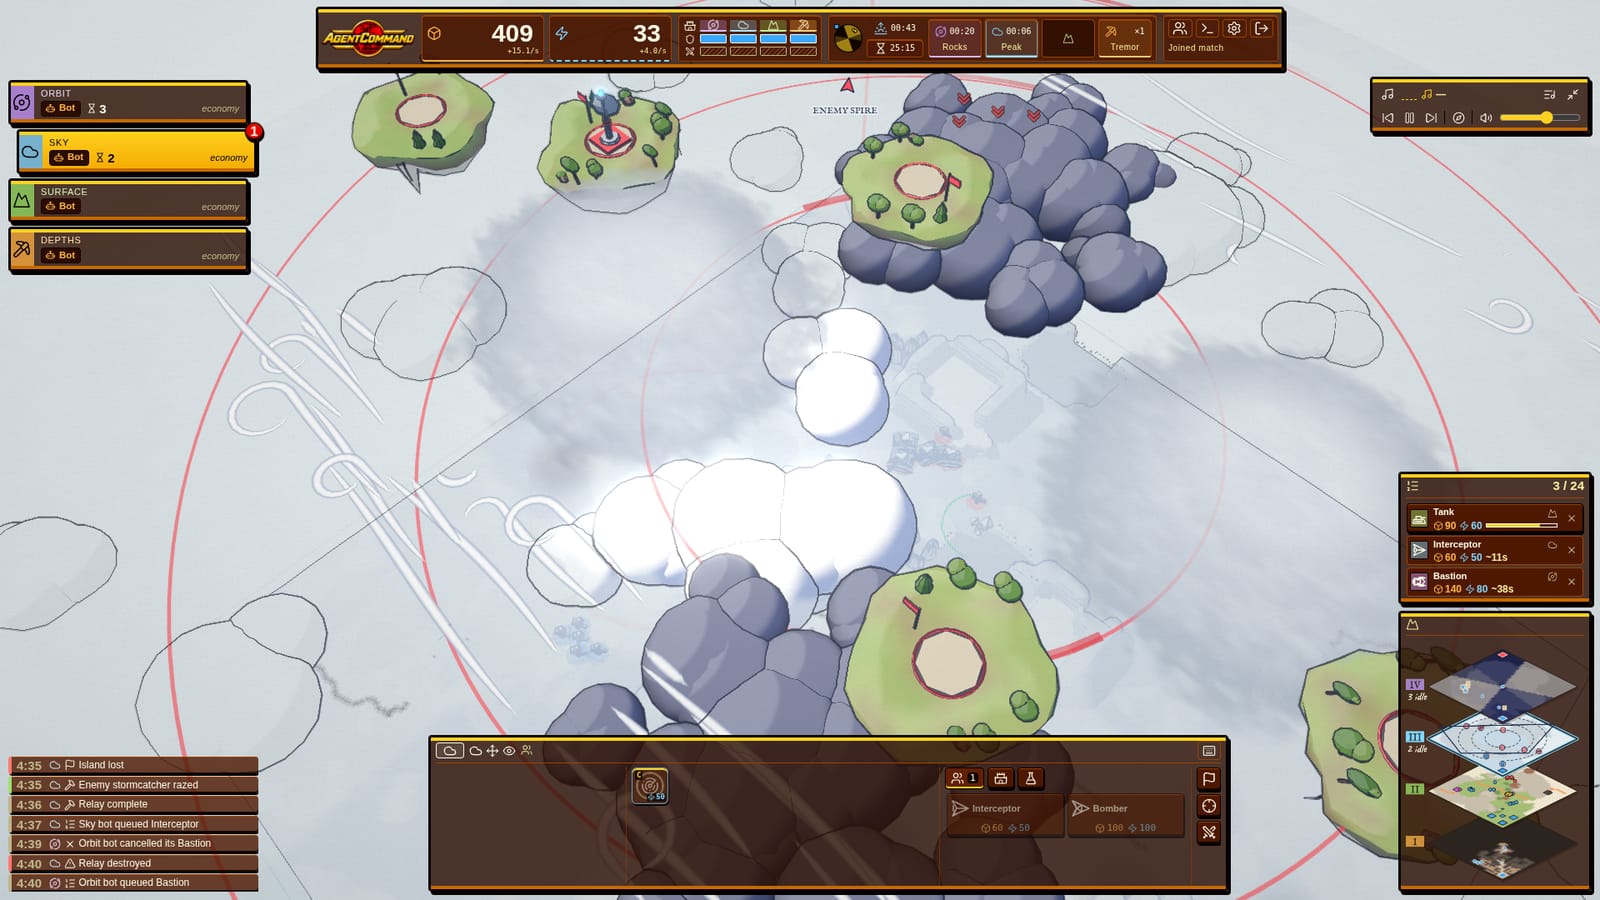 AGENTCOMMAND
409
+15.1/s
33
+4.0/s
00:43
25:15
00:20
Rocks
00:06
Peak
×1
Tremor
Joined match
ORBIT
Bot
3
economy
SKY
Bot
2
economy
1
SURFACE
Bot
economy
DEPTHS
Bot
economy
ENEMY SPIRE
3 / 24
Tank
90 60
Interceptor
60 50 ~11s
Bastion
140 80 ~38s
IV
3 idle
III
2 idle
II
I
4:35 Island lost
4:35 Enemy stormcatcher razed
4:36 Relay complete
4:37 Sky bot queued Interceptor
4:39 Orbit bot cancelled its Bastion
4:40 Relay destroyed
4:40 Orbit bot queued Bastion
C
50
1
Interceptor
60 50
Bomber
100 100